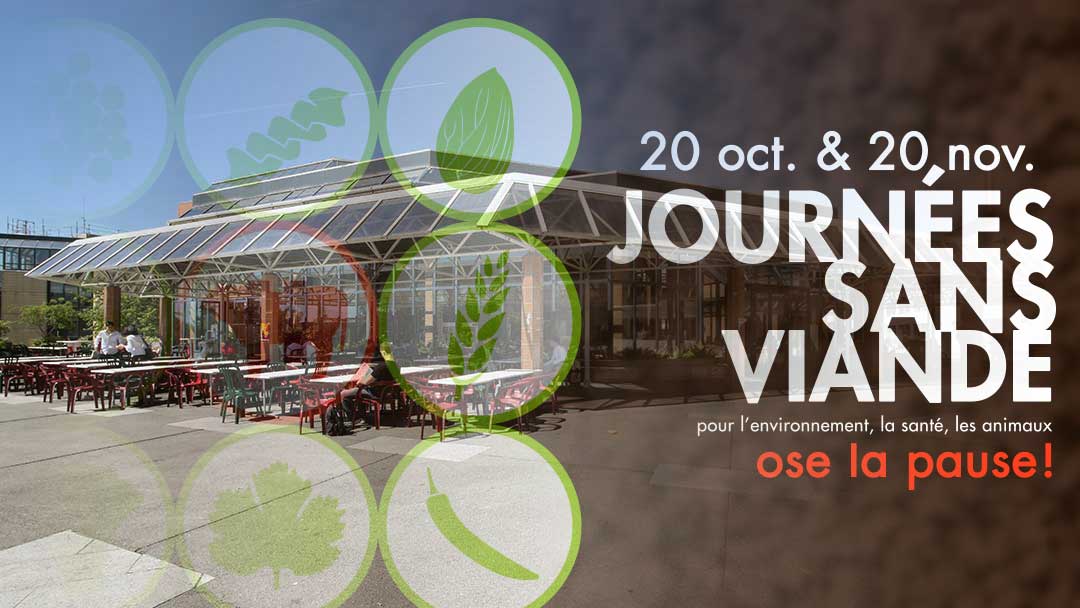 20 oct. & 20 nov.
JOURNÉES
SANS
VIANDE
pour l'environnement, la santé, les animaux
ose la pause!